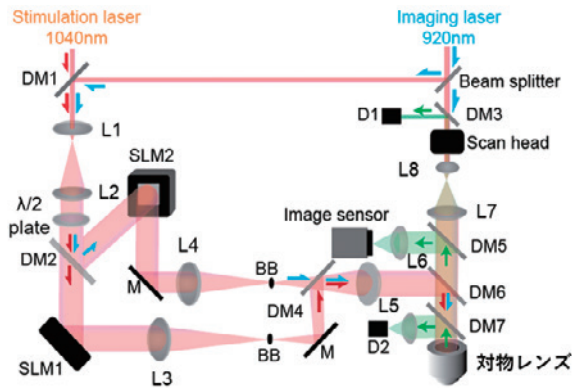 Stimulation laser
1040nm
Imaging laser
920nm
DM1
Beam splitter
D1
DM3
L1
Scan head
SLM2
L8
L2
λ/2
plate
Image sensor
L7
DM2
L4
L6
DM5
BB
M
DM4
L5
DM6
DM7
SLM1
L3
BB
M
D2
対物レンズ